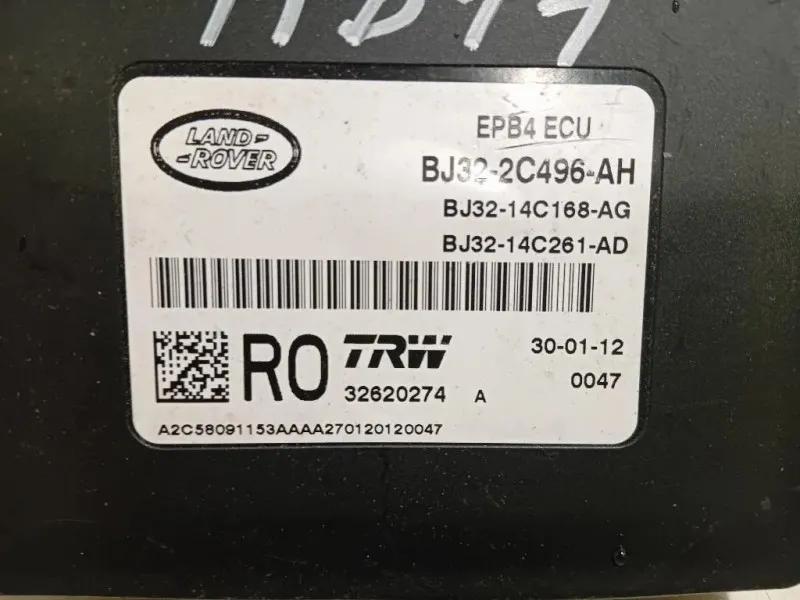 LAND-
-ROVER
EPB4 ECU
BJ32-2C496-AH
BJ32-14C168-AG
BJ32-14C261-AD
RO
TRW
30-01-12
32620274 A
0047
A2C58091153AAAA270120120047